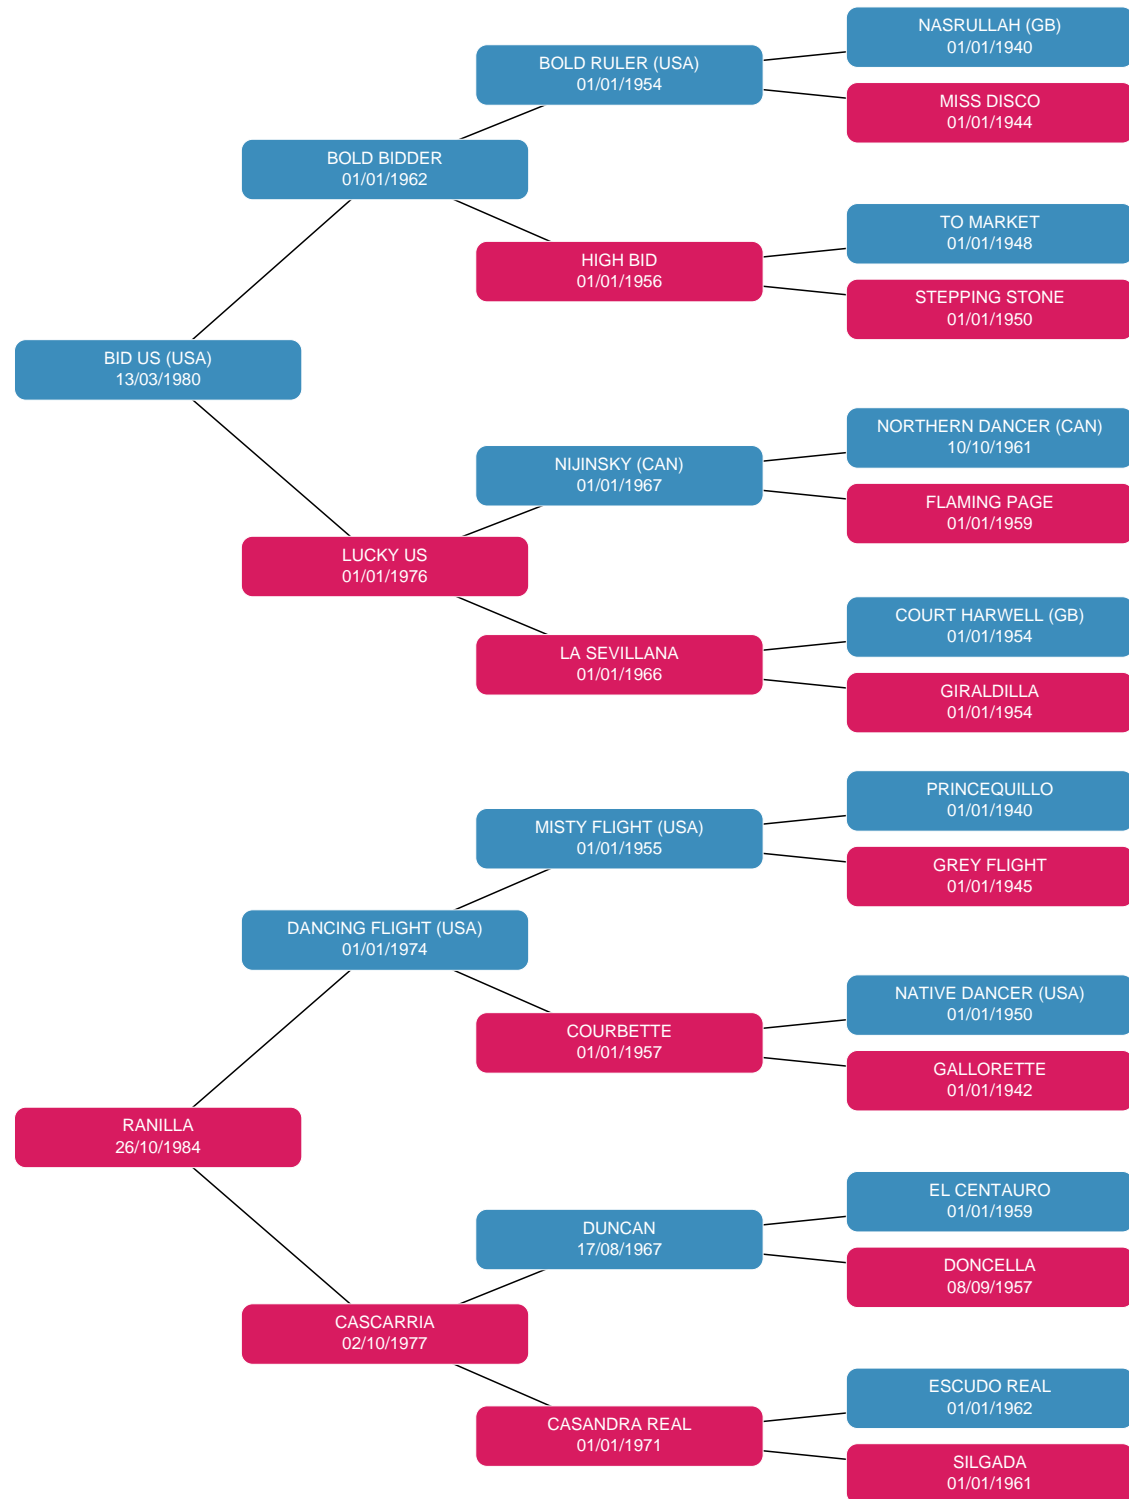 NASRULLAH (GB)
01/01/1940
BOLD RULER (USA)
01/01/1954
MISS DISCO
01/01/1944
BOLD BIDDER
01/01/1962
TO MARKET
01/01/1948
HIGH BID
01/01/1956
STEPPING STONE
01/01/1950
BID US (USA)
13/03/1980
NORTHERN DANCER (CAN)
10/10/1961
NIJINSKY (CAN)
01/01/1967
FLAMING PAGE
01/01/1959
LUCKY US
01/01/1976
COURT HARWELL (GB)
01/01/1954
LA SEVILLANA
01/01/1966
GIRALDILLA
01/01/1954
PRINCEQUILLO
01/01/1940
MISTY FLIGHT (USA)
01/01/1955
GREY FLIGHT
01/01/1945
DANCING FLIGHT (USA)
01/01/1974
NATIVE DANCER (USA)
01/01/1950
COURBETTE
01/01/1957
GALLORETTE
01/01/1942
RANILLA
26/10/1984
EL CENTAURO
01/01/1959
DUNCAN
17/08/1967
DONCELLA
08/09/1957
CASCARRIA
02/10/1977
ESCUDO REAL
01/01/1962
CASANDRA REAL
01/01/1971
SILGADA
01/01/1961